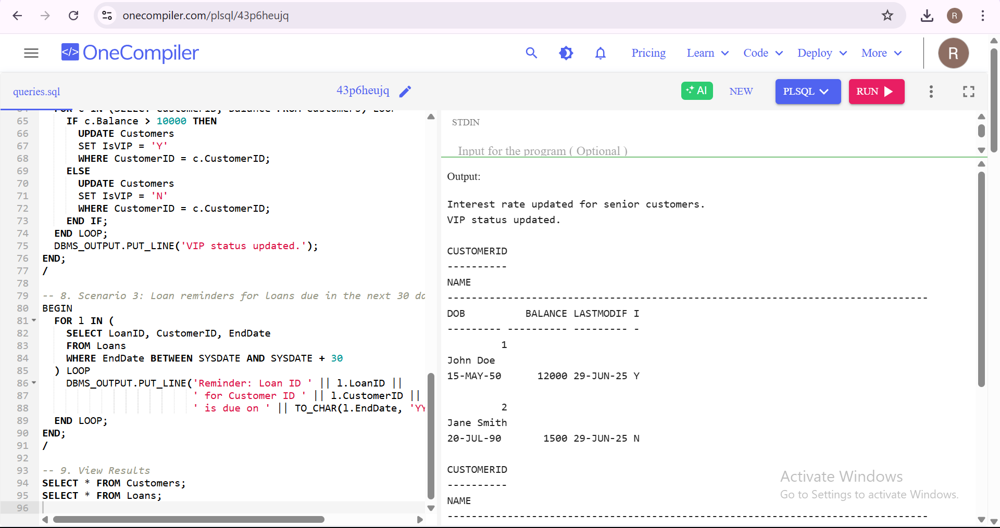 onecompiler.com/plsql/43p6heujq
R
</> OneCompiler
Pricing
Learn
Code
Deploy
More
R
queries.sql
43p6heujq
AI
NEW
PLSQL
RUN
65 IF c.Balance > 10000 THEN
66 UPDATE Customers
67 SET IsVIP = 'Y'
68 WHERE CustomerID = c.CustomerID;
69 ELSE
70 UPDATE Customers
71 SET IsVIP = 'N'
72 WHERE CustomerID = c.CustomerID;
73 END IF;
74 END LOOP;
75 DBMS_OUTPUT.PUT_LINE('VIP status updated.');
76 END;
77 /
78
79 -- 8. Scenario 3: Loan reminders for loans due in the next 30
80 BEGIN
81 FOR l IN (
82 SELECT LoanID, CustomerID, EndDate
83 FROM Loans
84 WHERE EndDate BETWEEN SYSDATE AND SYSDATE + 30
85 ) LOOP
86 DBMS_OUTPUT.PUT_LINE('Reminder: Loan ID ' || l.LoanID ||
87 ' for Customer ID ' || l.CustomerID ||
88 ' is due on ' || TO_CHAR(l.EndDate, 'YY
89 END LOOP;
90 END;
91 /
92
93 -- 9. View Results
94 SELECT * FROM Customers;
95 SELECT * FROM Loans;
96
STDIN
Input for the program ( Optional )
Output:
Interest rate updated for senior customers.
VIP status updated.
CUSTOMERID
----------
NAME
--------------------------------------------------------------------------------
DOB BALANCE LASTMODIF I
--------- ---------- --------- -
1
John Doe
15-MAY-50 12000 29-JUN-25 Y
2
Jane Smith
20-JUL-90 1500 29-JUN-25 N
CUSTOMERID
----------
NAME
--------------------------------------------------------------------------------
Activate Windows
Go to Settings to activate Windows.